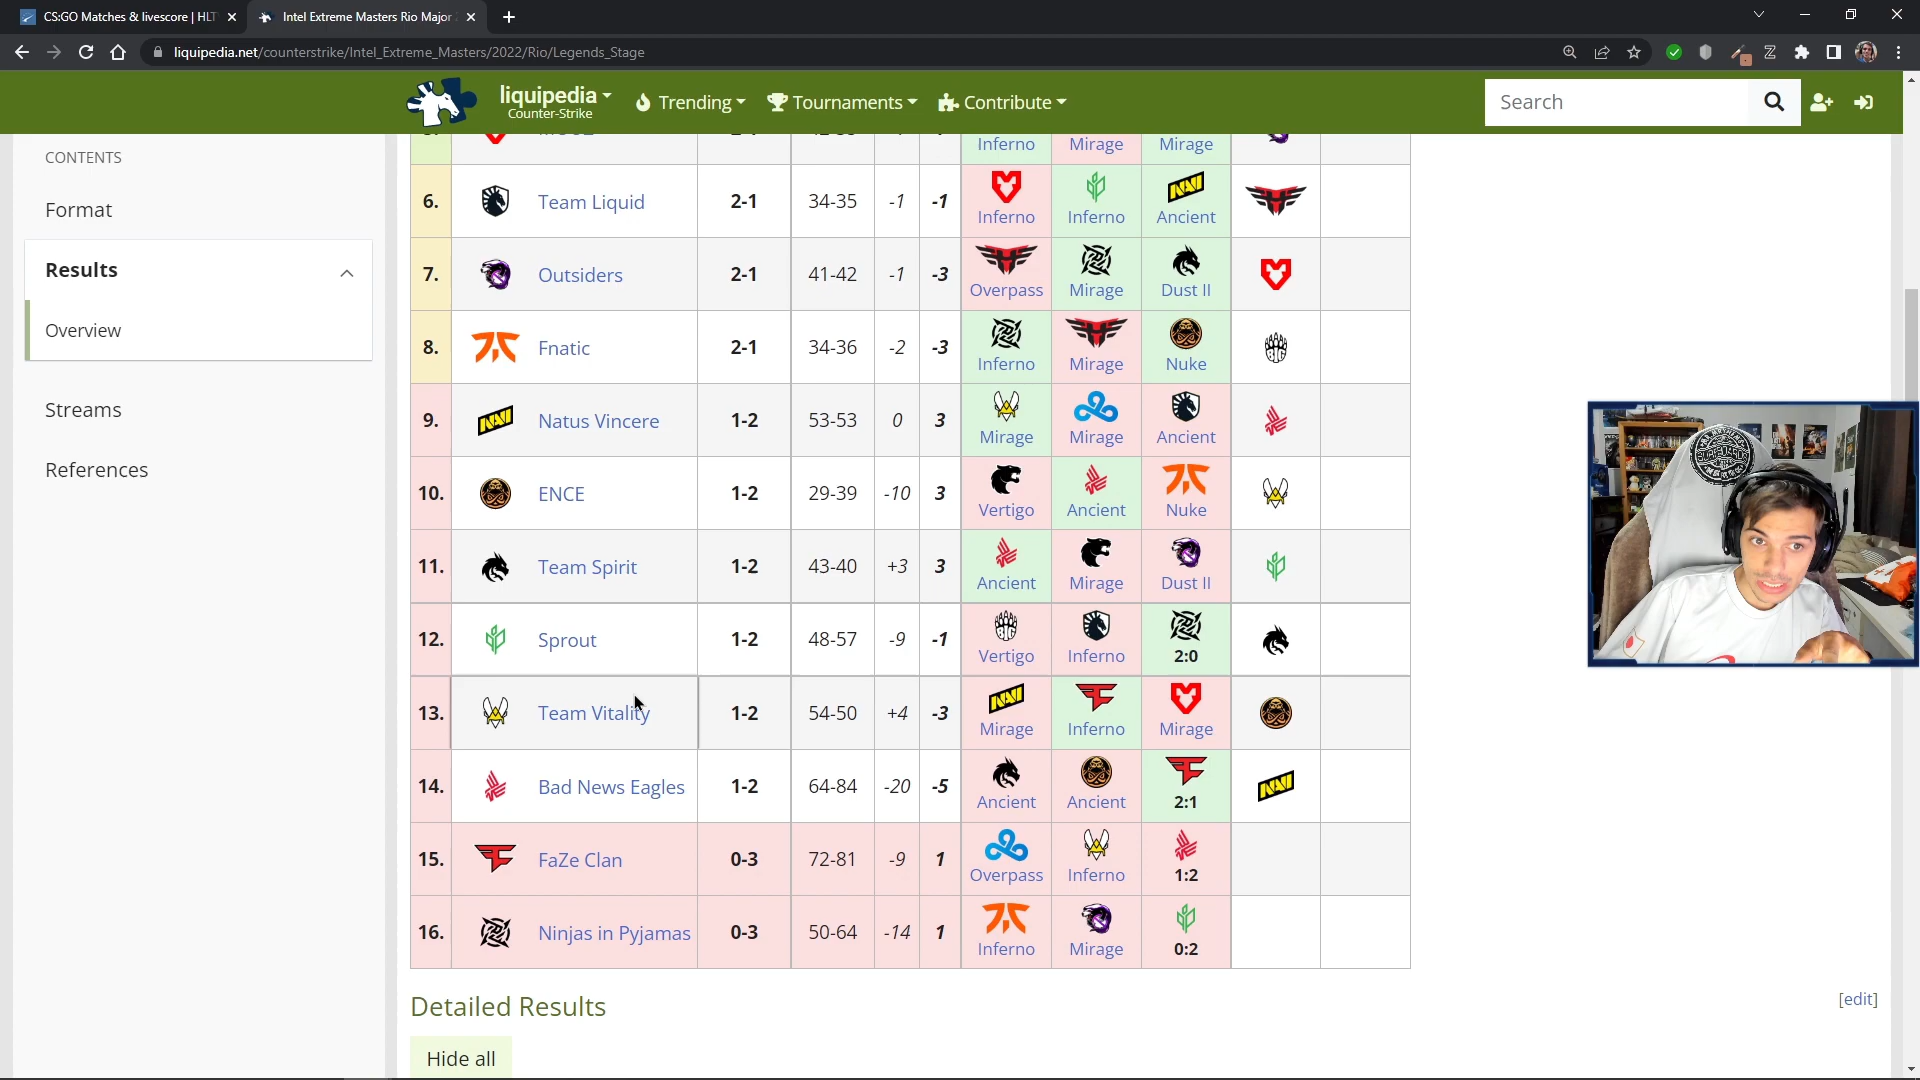 CS:GO Matches & livescore | HLT
Intel Extreme Masters Rio Major
liquipedia.net/counterstrike/Intel_Extreme_Masters/2022/Rio/Legends_Stage
liquipedia
Counter-Strike
Trending
Tournaments
Contribute
Search
CONTENTS
Format
Results
Overview
Streams
References
Inferno Mirage Mirage
6. Team Liquid 2-1 34-35 -1 -1 Inferno Inferno Ancient
7. Outsiders 2-1 41-42 -1 -3 Overpass Mirage Dust II
8. Fnatic 2-1 34-36 -2 -3 Inferno Mirage Nuke
9. Natus Vincere 1-2 53-53 0 3 Mirage Mirage Ancient
10. ENCE 1-2 29-39 -10 3 Vertigo Ancient Nuke
11. Team Spirit 1-2 43-40 +3 3 Ancient Mirage Dust II
12. Sprout 1-2 48-57 -9 -1 Vertigo Inferno 2:0
13. Team Vitality 1-2 54-50 +4 -3 Mirage Inferno Mirage
14. Bad News Eagles 1-2 64-84 -20 -5 Ancient Ancient 2:1
15. FaZe Clan 0-3 72-81 -9 1 Overpass Inferno 1:2
16. Ninjas in Pyjamas 0-3 50-64 -14 1 Inferno Mirage 0:2
Detailed Results
[edit]
Hide all